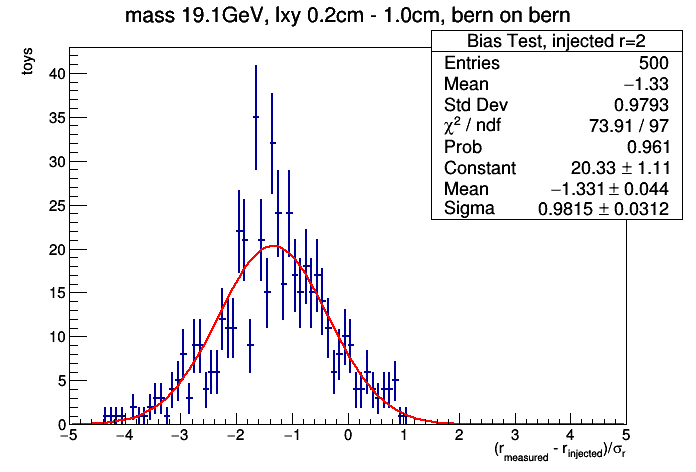 mass 19.1GeV, lxy 0.2cm - 1.0cm, bern on bern
Bias Test, injected r=2
Entries 500
Mean −1.33
Std Dev 0.9793
χ² / ndf 73.91 / 97
Prob 0.961
Constant 20.33 ± 1.11
Mean −1.331 ± 0.044
Sigma 0.9815 ± 0.0312
toys
40
35
30
25
20
15
10
5
0
−5 −4 −3 −2 −1 0 1 2 3 4 5
(r_measured - r_injected)/σ_r